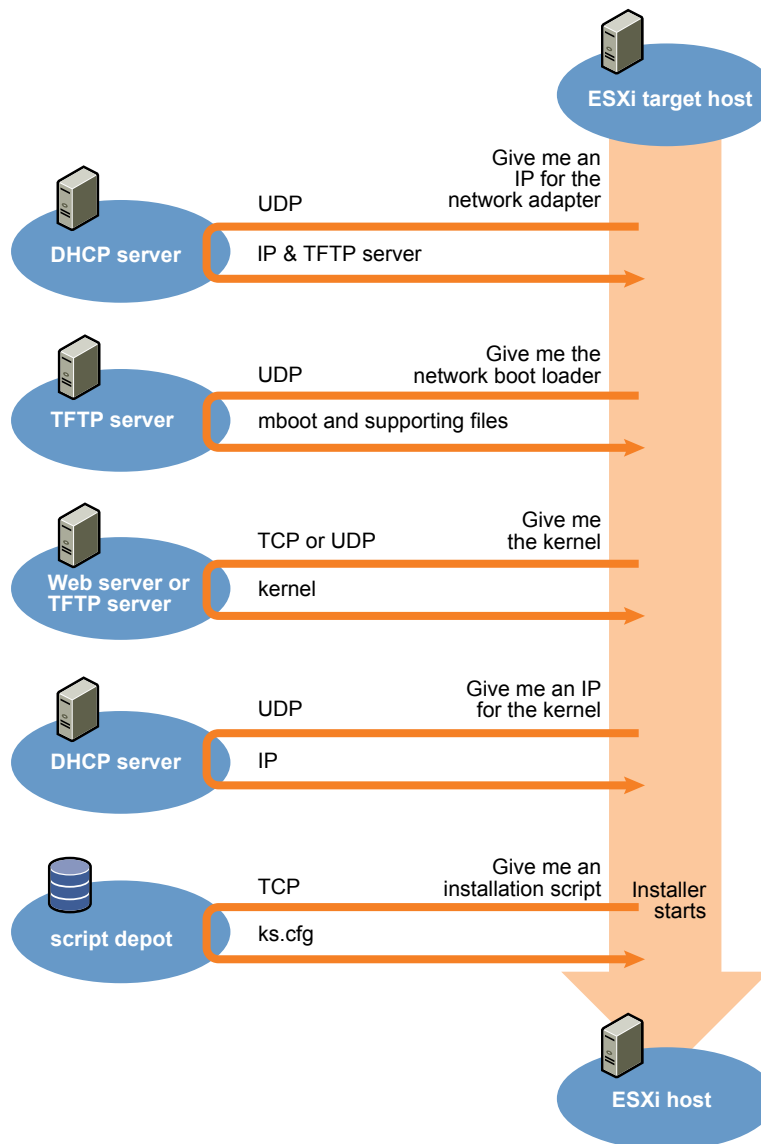 ESXi target host
Give me an
IP for the
network adapter
UDP
DHCP server
IP & TFTP server
Give me the
network boot loader
UDP
TFTP server
mboot and supporting files
Give me
the kernel
TCP or UDP
Web server or
TFTP server
kernel
Give me an IP
for the kernel
UDP
DHCP server
IP
Give me an
installation script
TCP
Installer
starts
script depot
ks.cfg
ESXi host